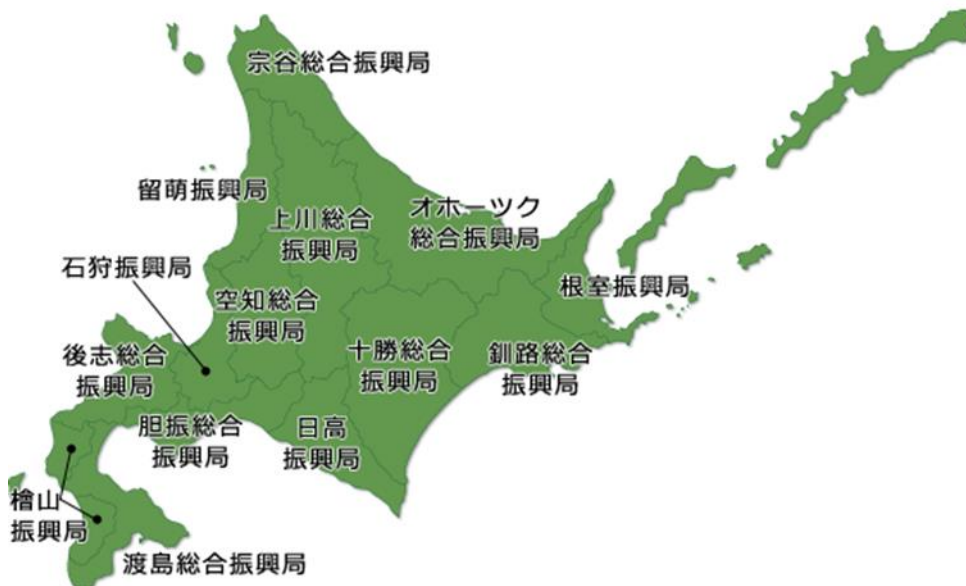 宗谷総合振興局
留萌振興局
上川総合
振興局
オホーツク
総合振興局
石狩振興局
空知総合
振興局
根室振興局
後志総合
振興局
十勝総合
振興局
釧路総合
振興局
胆振総合
振興局
日高
振興局
檜山
振興局
渡島総合振興局